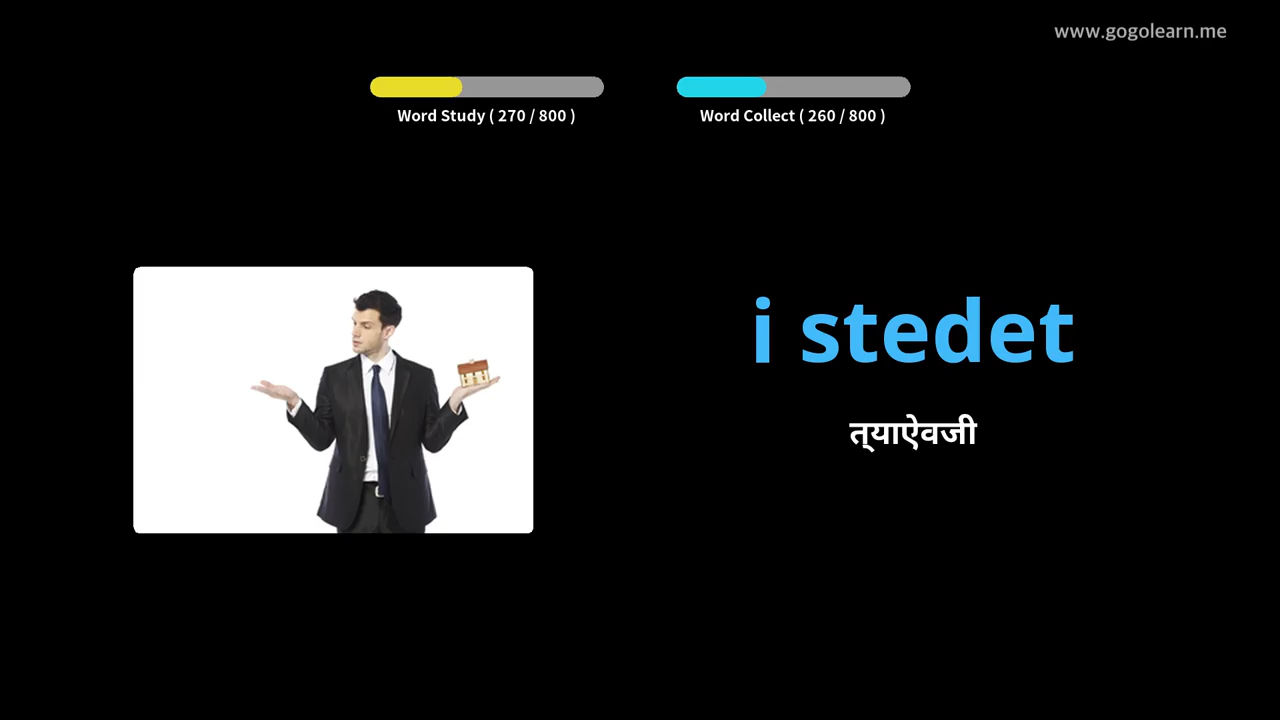 www.gogolearn.me
Word Study ( 270 / 800 )
Word Collect ( 260 / 800 )
i stedet
त्याऐवजी